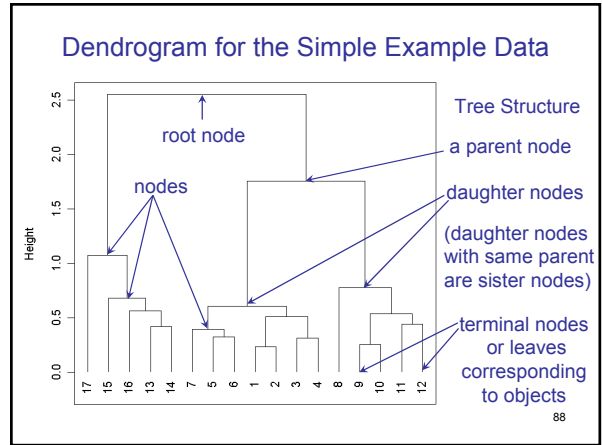 Dendrogram for the Simple Example Data
Tree Structure
root node
a parent node
nodes
daughter nodes
(daughter nodes
with same parent
are sister nodes)
terminal nodes
or leaves
corresponding
to objects
Height
2.5
2.0
1.5
1.0
0.5
0.0
17 15 16 13 14 7 5 6 1 2 3 4 8 9 10 11 12
88